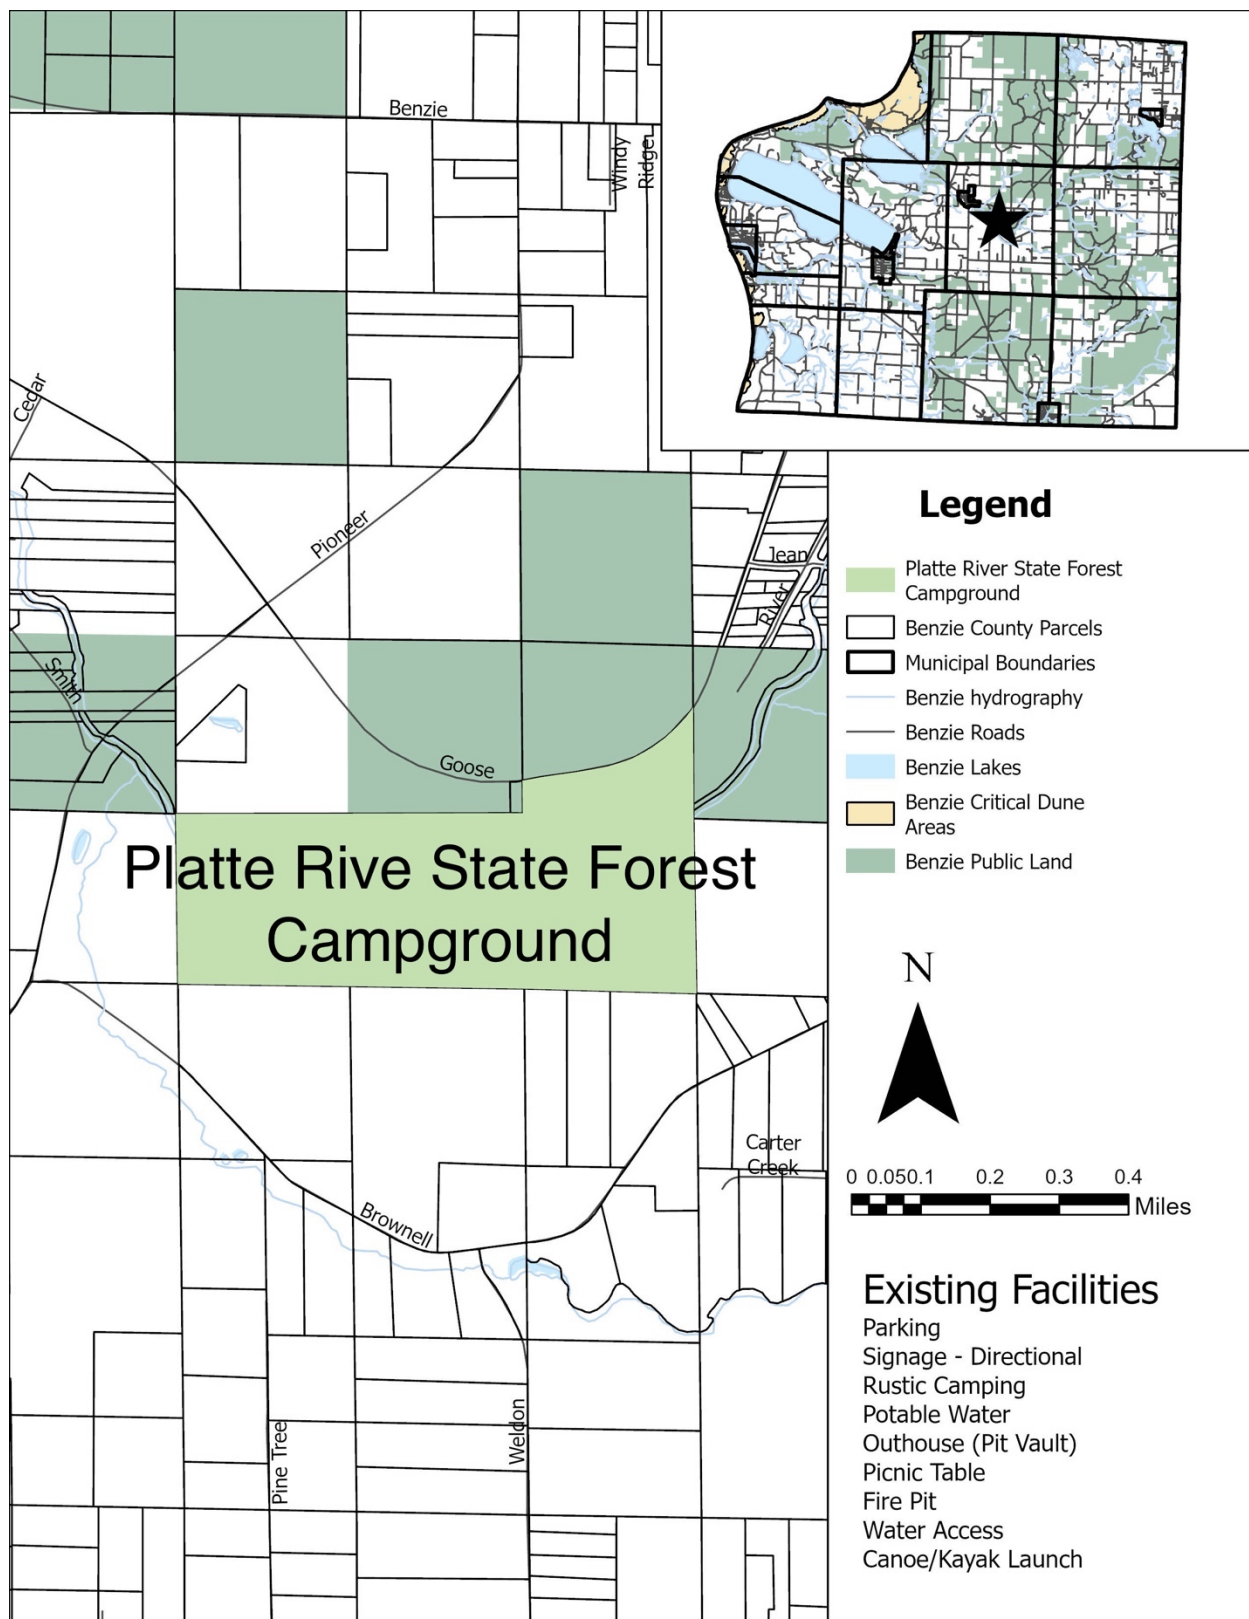 Benzie
Windy
Ridge
Cedar
Pioneer
Jean
River
Smith
Goose
Platte Rive State Forest
Campground
Carter
Creek
Brownell
Weldon
Pine Tree
Legend
Platte River State Forest
Campground
Benzie County Parcels
Municipal Boundaries
Benzie hydrography
Benzie Roads
Benzie Lakes
Benzie Critical Dune
Areas
Benzie Public Land
N
0 0.050.1 0.2 0.3 0.4
Miles
Existing Facilities
Parking
Signage - Directional
Rustic Camping
Potable Water
Outhouse (Pit Vault)
Picnic Table
Fire Pit
Water Access
Canoe/Kayak Launch